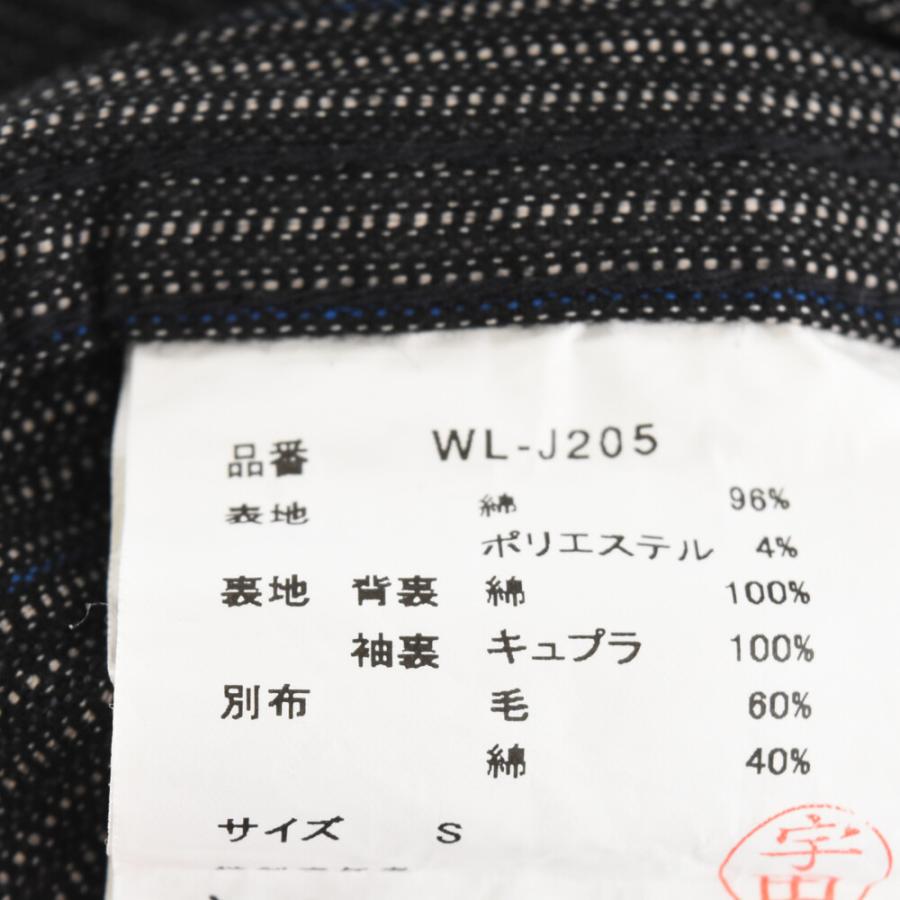 品番 WL-J205
表地 綿 96%
ポリエステル 4%
裏地 背裏 綿 100%
袖裏 キュプラ 100%
別布 毛 60%
綿 40%
サイズ S
字